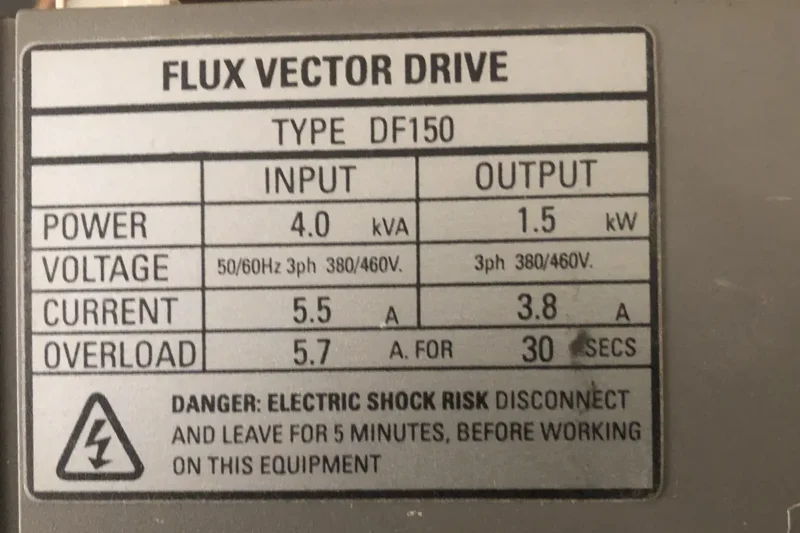 FLUX VECTOR DRIVE
TYPE DF150
INPUT OUTPUT
POWER 4.0 kVA 1.5 kW
VOLTAGE 50/60Hz 3ph 380/460V. 3ph 380/460V.
CURRENT 5.5 A 3.8 A
OVERLOAD 5.7 A. FOR 30 SECS
DANGER: ELECTRIC SHOCK RISK DISCONNECT
AND LEAVE FOR 5 MINUTES, BEFORE WORKING
ON THIS EQUIPMENT